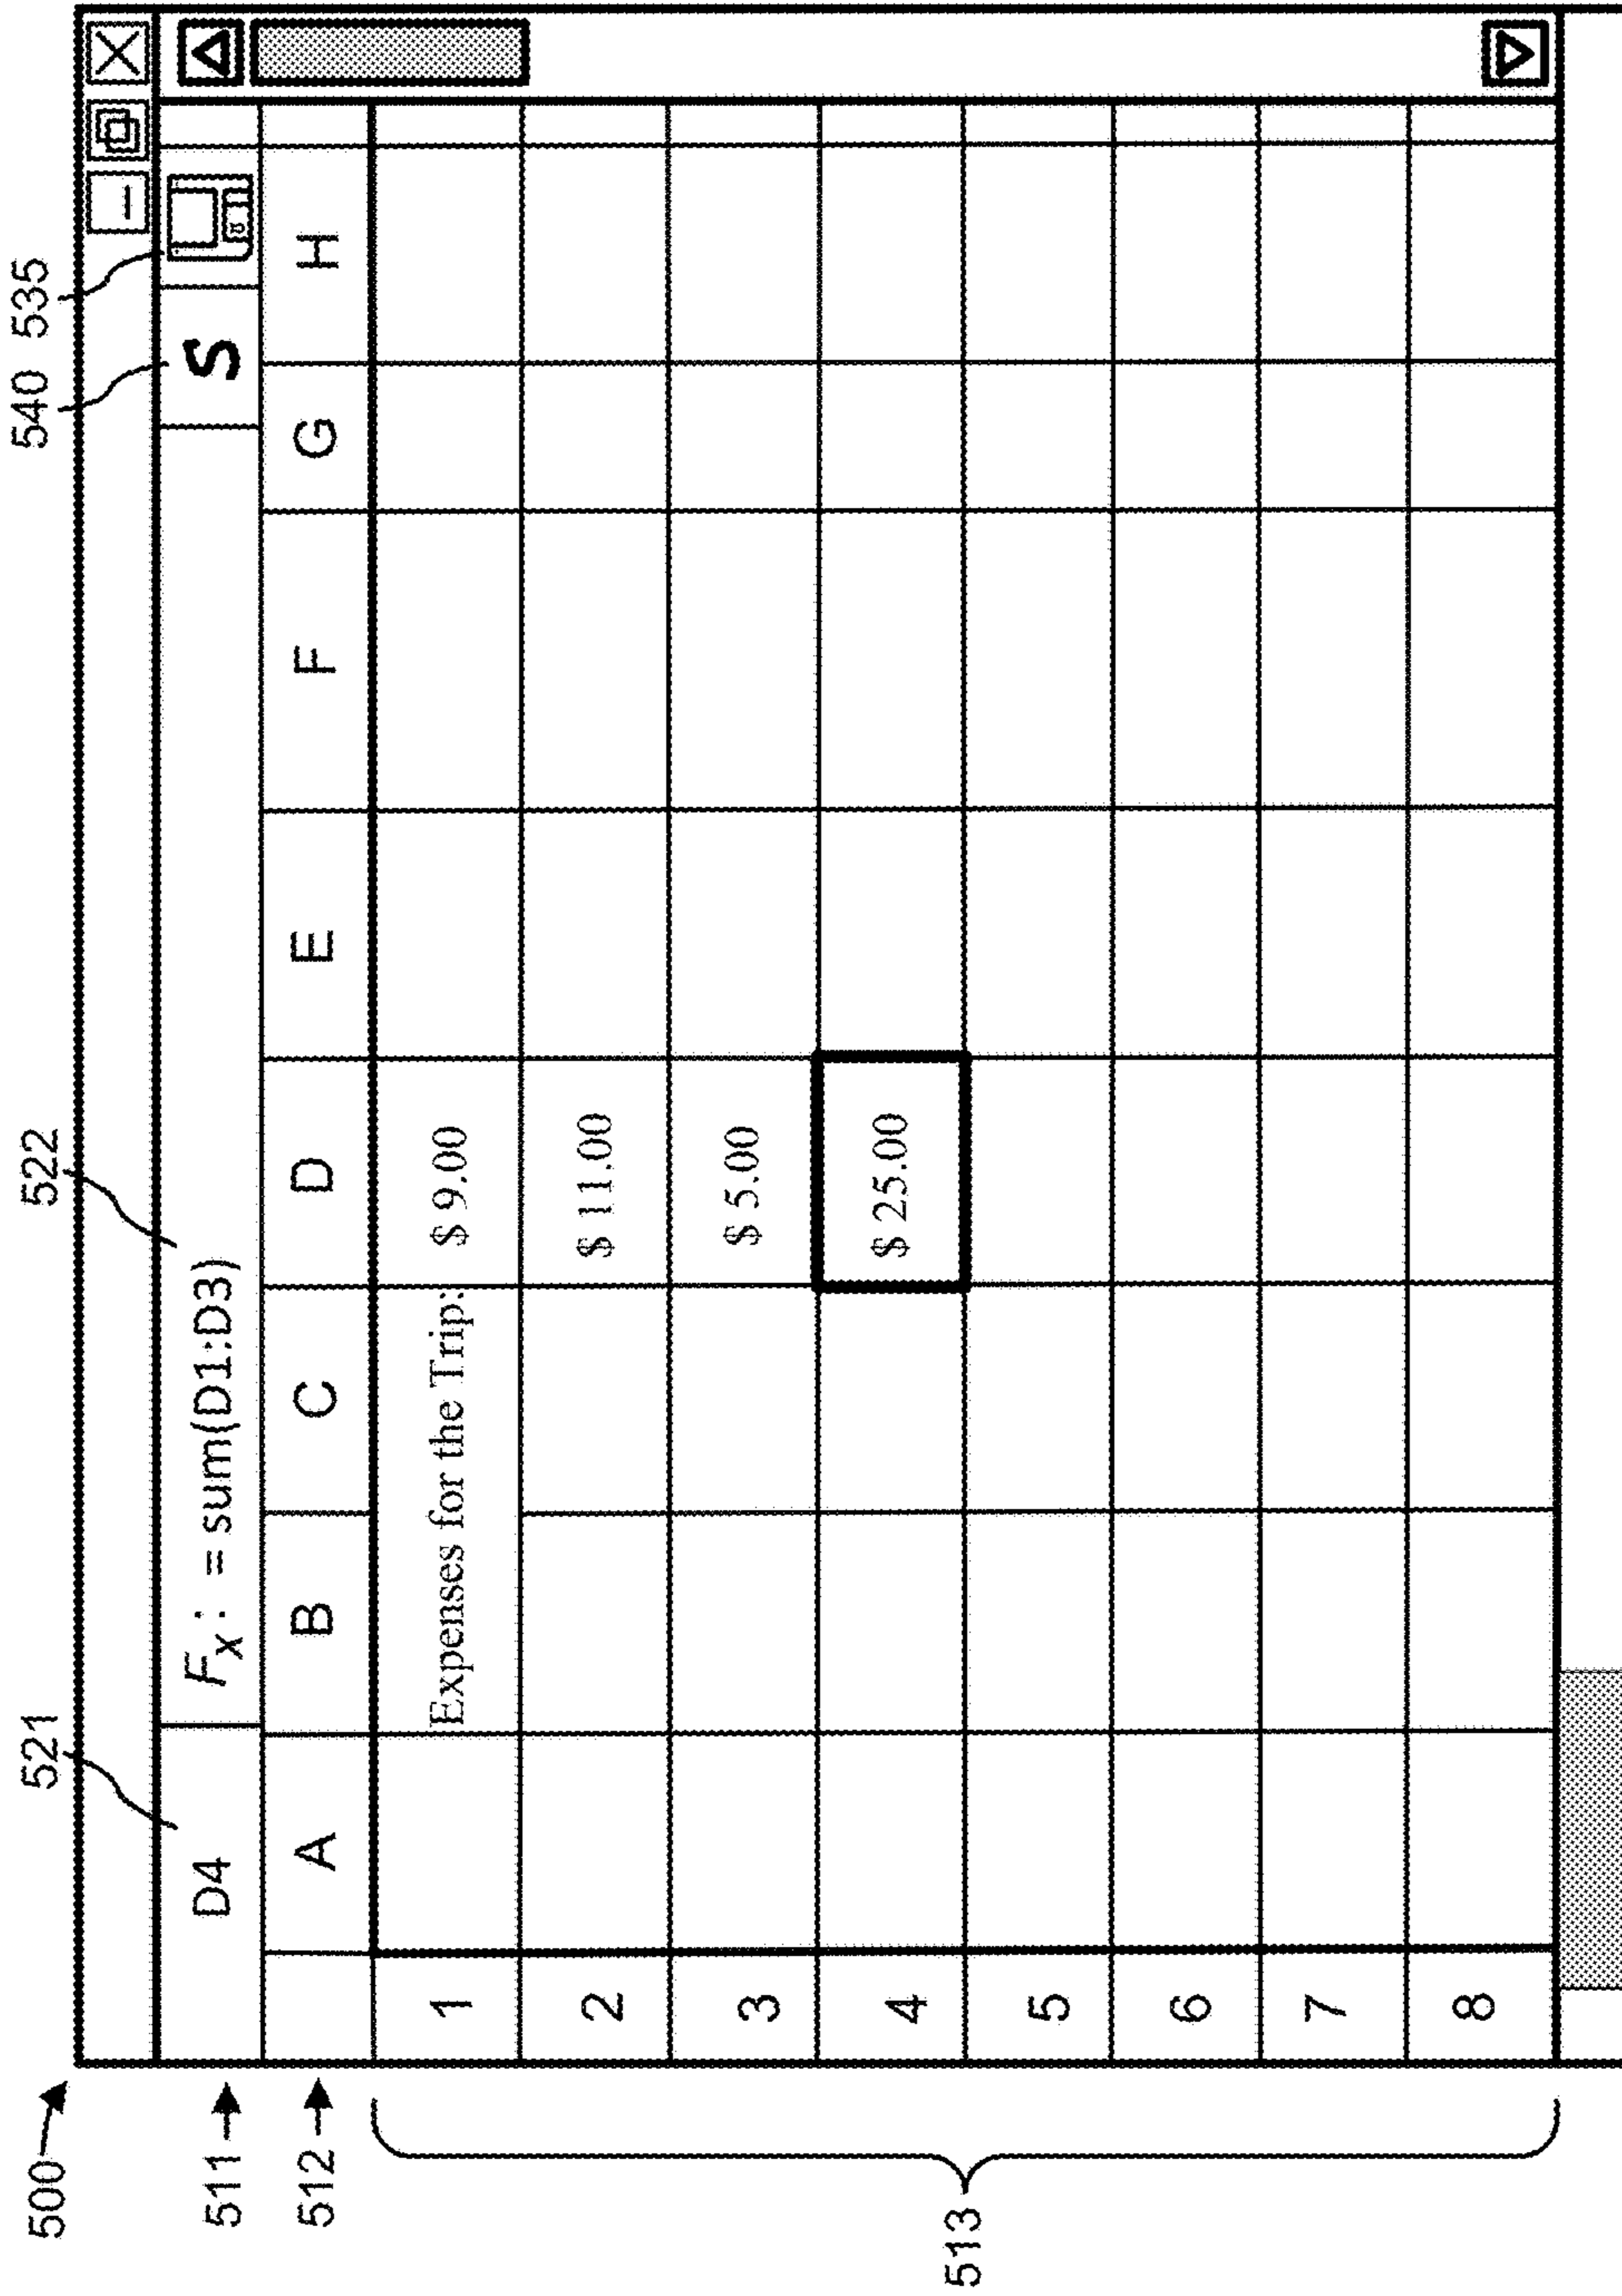 500
521
522
540 535
511
D4 Fx: =sum(D1:D3) S
512
A B C D E F G H
1 Expenses for the Trip: $ 9.00
2 $ 11.00
3 $ 5.00
4 $ 25.00
513
5
6
7
8